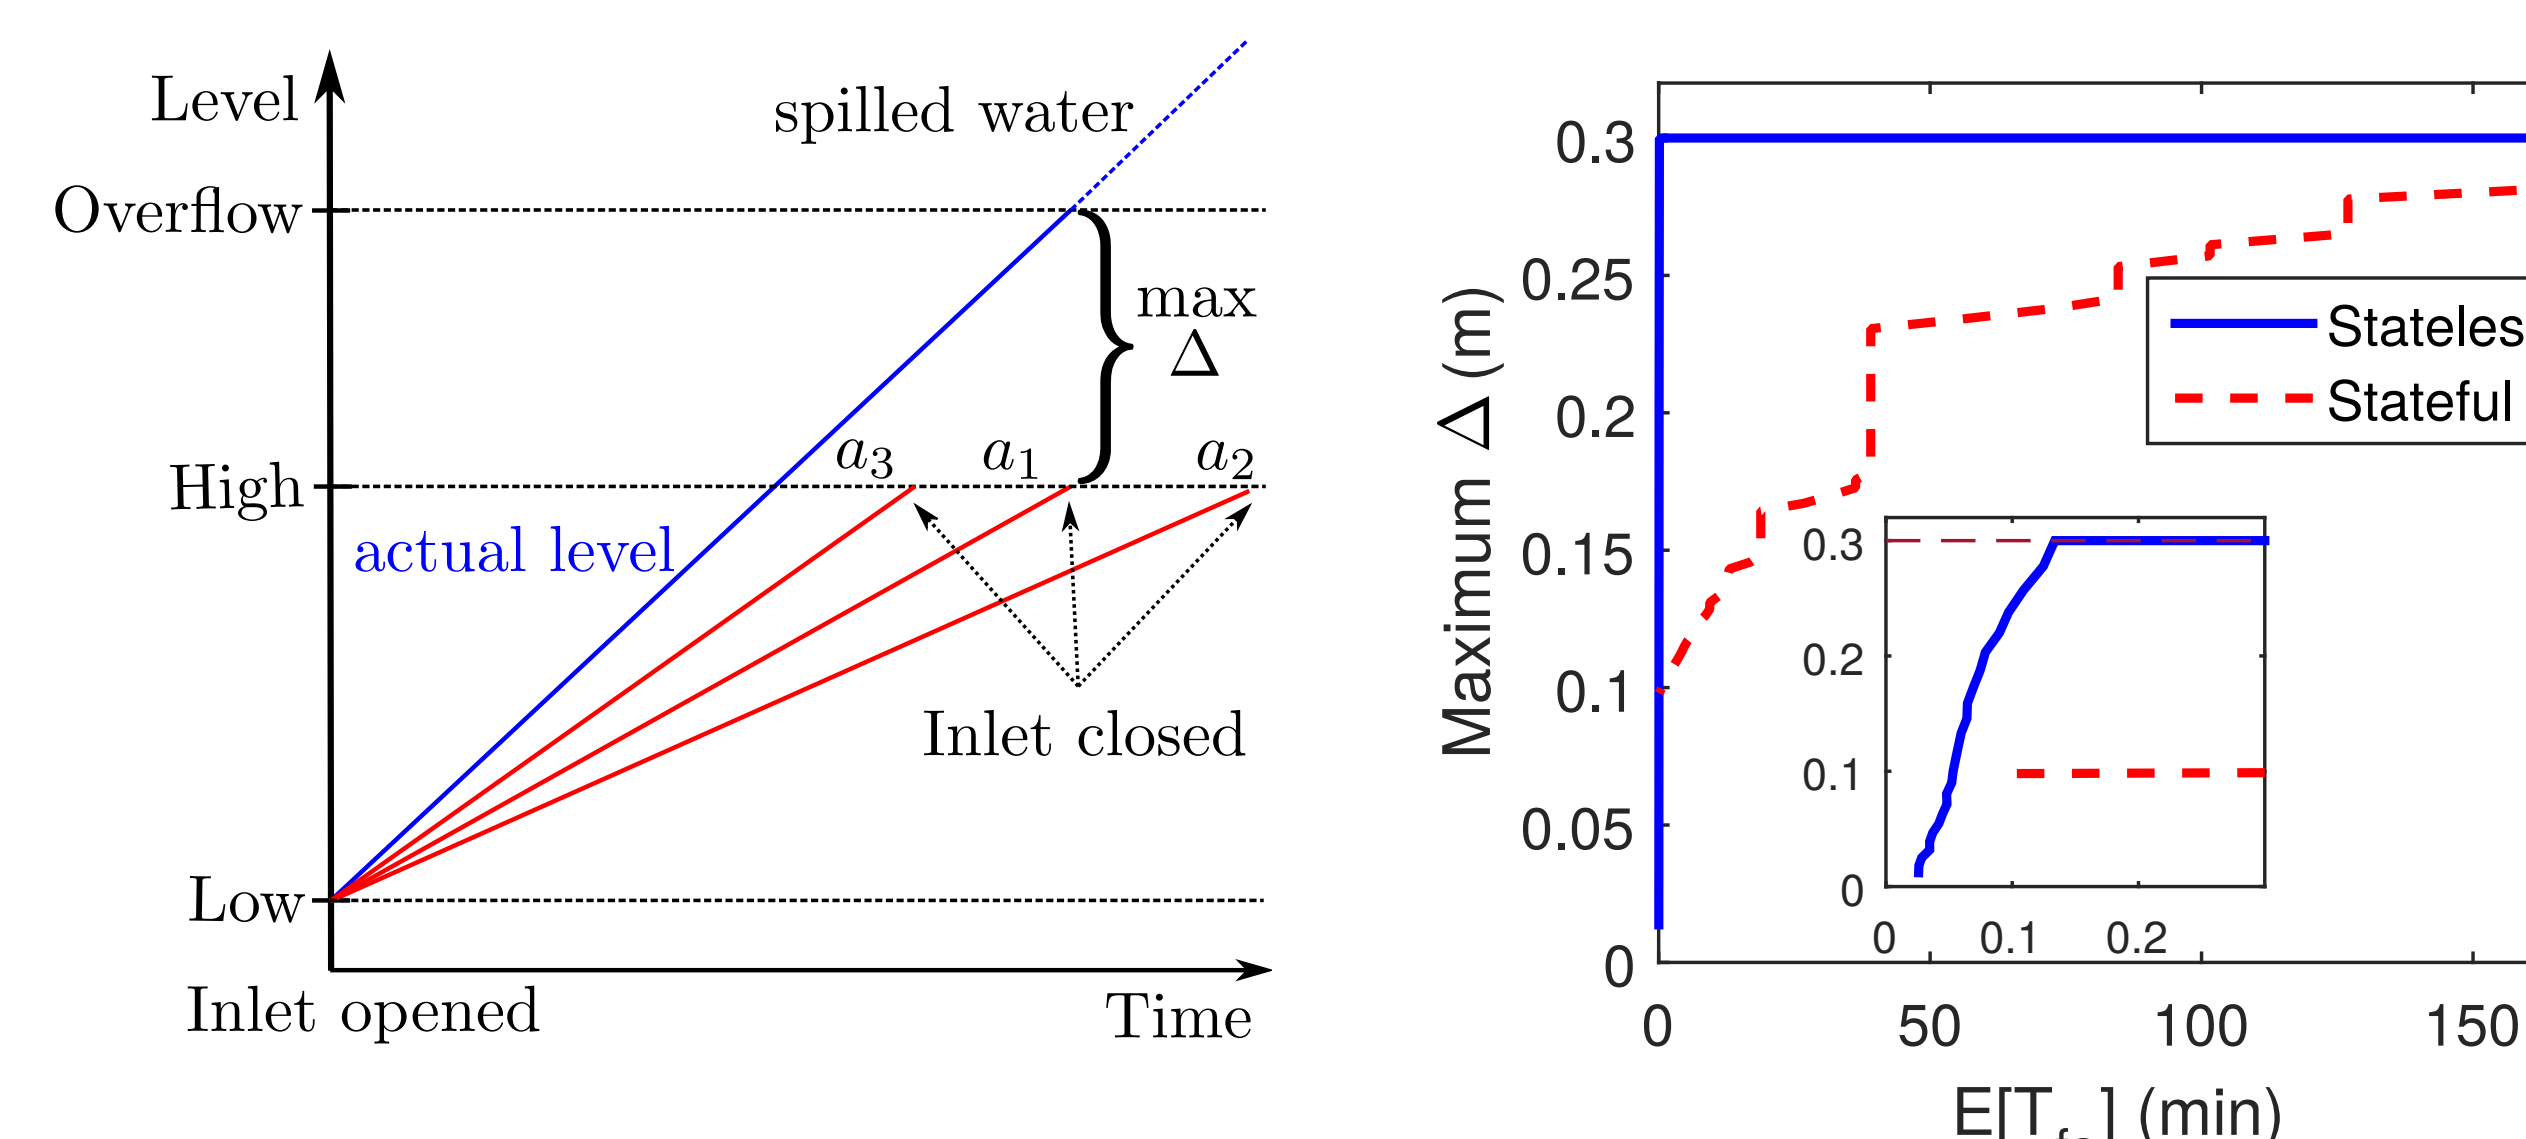 Level
spilled water
Overflow
max
Δ
a3 a1 a2
High
actual level
Inlet closed
Low
Inlet opened
Time
Maximum Δ (m)
0.3
0.25
0.2
0.15
0.1
0.05
0
0 50 100 150
E[T] (min)
Stateles
Stateful
0.3
0.2
0.1
0
0 0.1 0.2